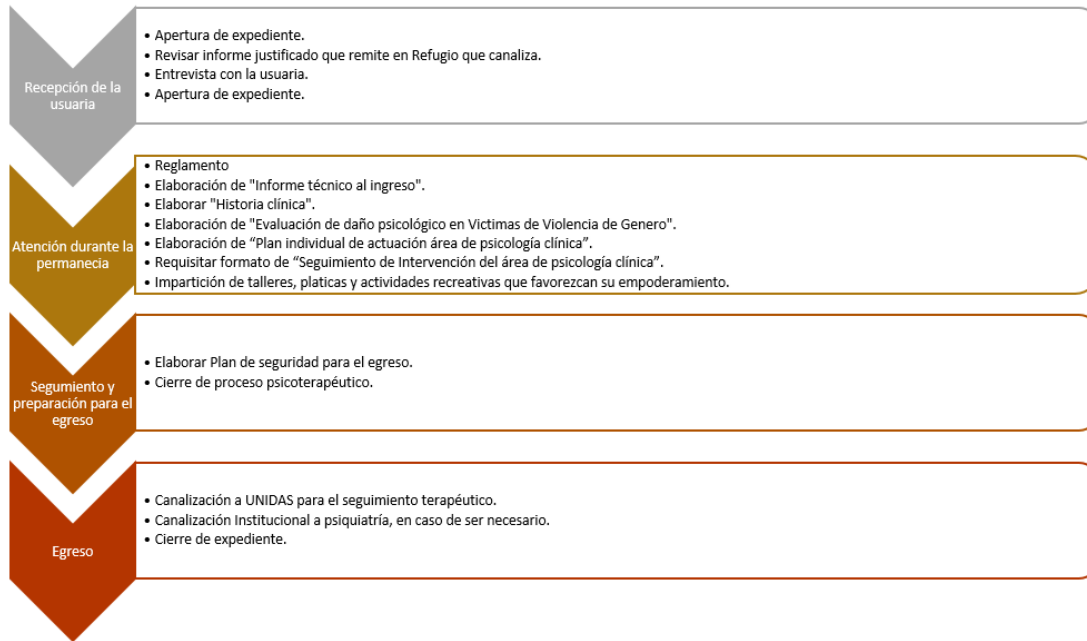 Recepción de la
usuaria
• Apertura de expediente.
• Revisar informe justificado que remite en Refugio que canaliza.
• Entrevista con la usuaria.
• Apertura de expediente.
Atención durante la
permanecia
• Reglamento
• Elaboración de "Informe técnico al ingreso".
• Elaborar "Historia clínica".
• Elaboración de "Evaluación de daño psicológico en Victimas de Violencia de Genero".
• Elaboración de “Plan individual de actuación área de psicología clínica”.
• Requisitar formato de “Seguimiento de Intervención del área de psicología clínica”.
• Impartición de talleres, platicas y actividades recreativas que favorezcan su empoderamiento.
Segumiento y
preparación para el
egreso
• Elaborar Plan de seguridad para el egreso.
• Cierre de proceso psicoterapéutico.
Egreso
• Canalización a UNIDAS para el seguimiento terapéutico.
• Canalización Institucional a psiquiatría, en caso de ser necesario.
• Cierre de expediente.